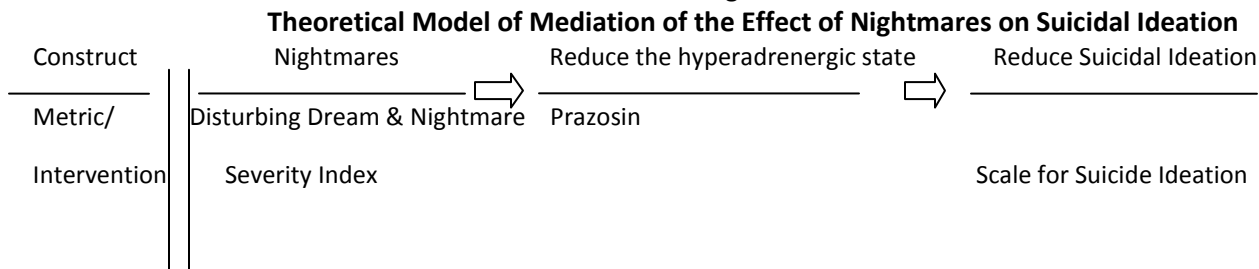 Theoretical Model of Mediation of the Effect of Nightmares on Suicidal Ideation
Construct Nightmares Reduce the hyperadrenergic state Reduce Suicidal Ideation
Metric/ Disturbing Dream & Nightmare Prazosin
Intervention Severity Index Scale for Suicide Ideation